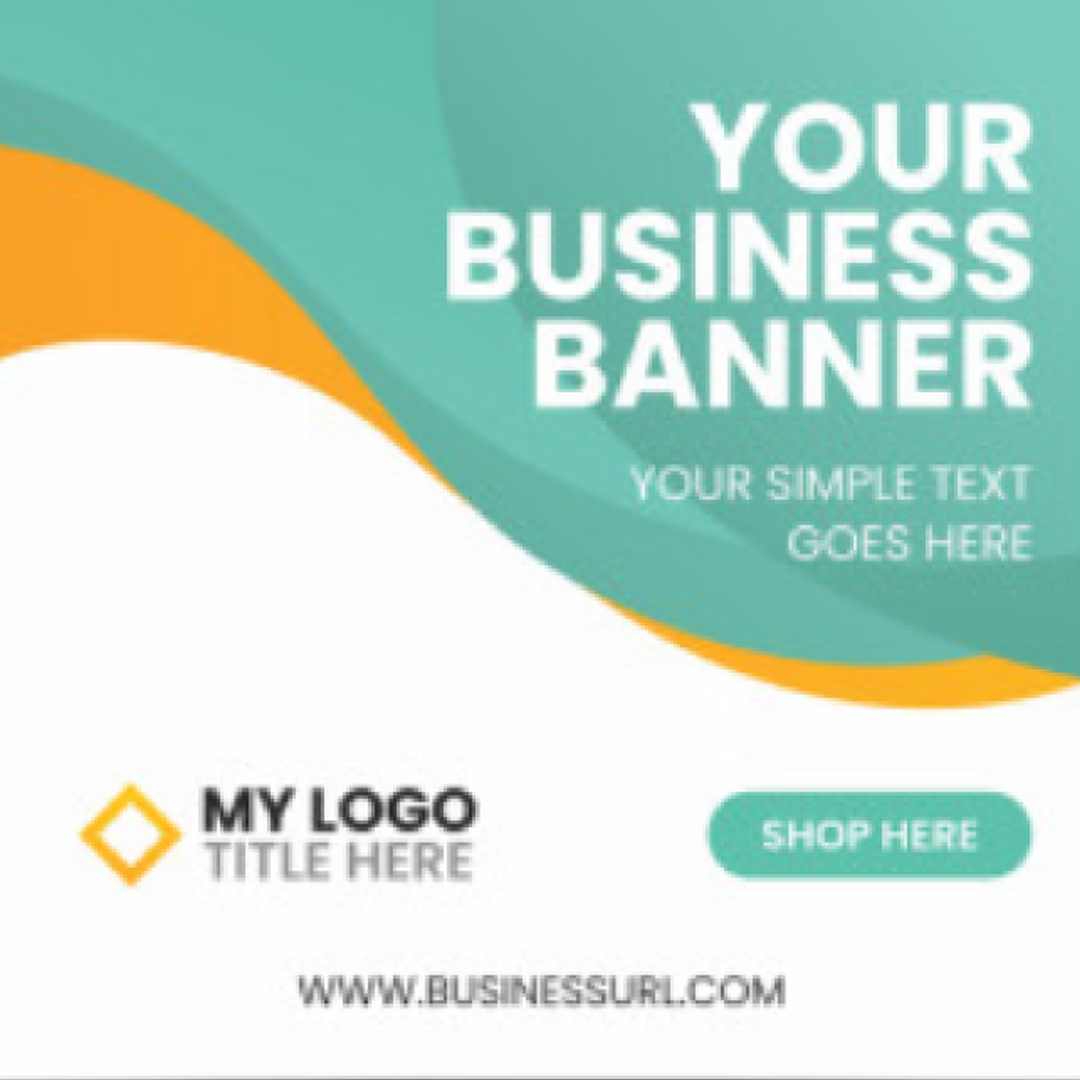 YOUR
BUSINESS
BANNER
YOUR SIMPLE TEXT
GOES HERE
MY LOGO
TITLE HERE
SHOP HERE
WWW.BUSINESSURL.COM